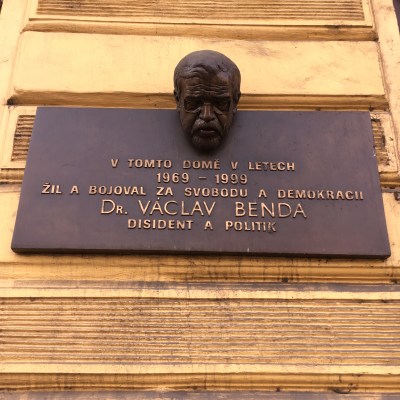 V TOMTO DOMĚ V LETECH
1969 - 1999
ŽIL A BOJOVAL ZA SVOBODU A DEMOKRACII
DR. VÁCLAV BENDA
DISIDENT A POLITIK